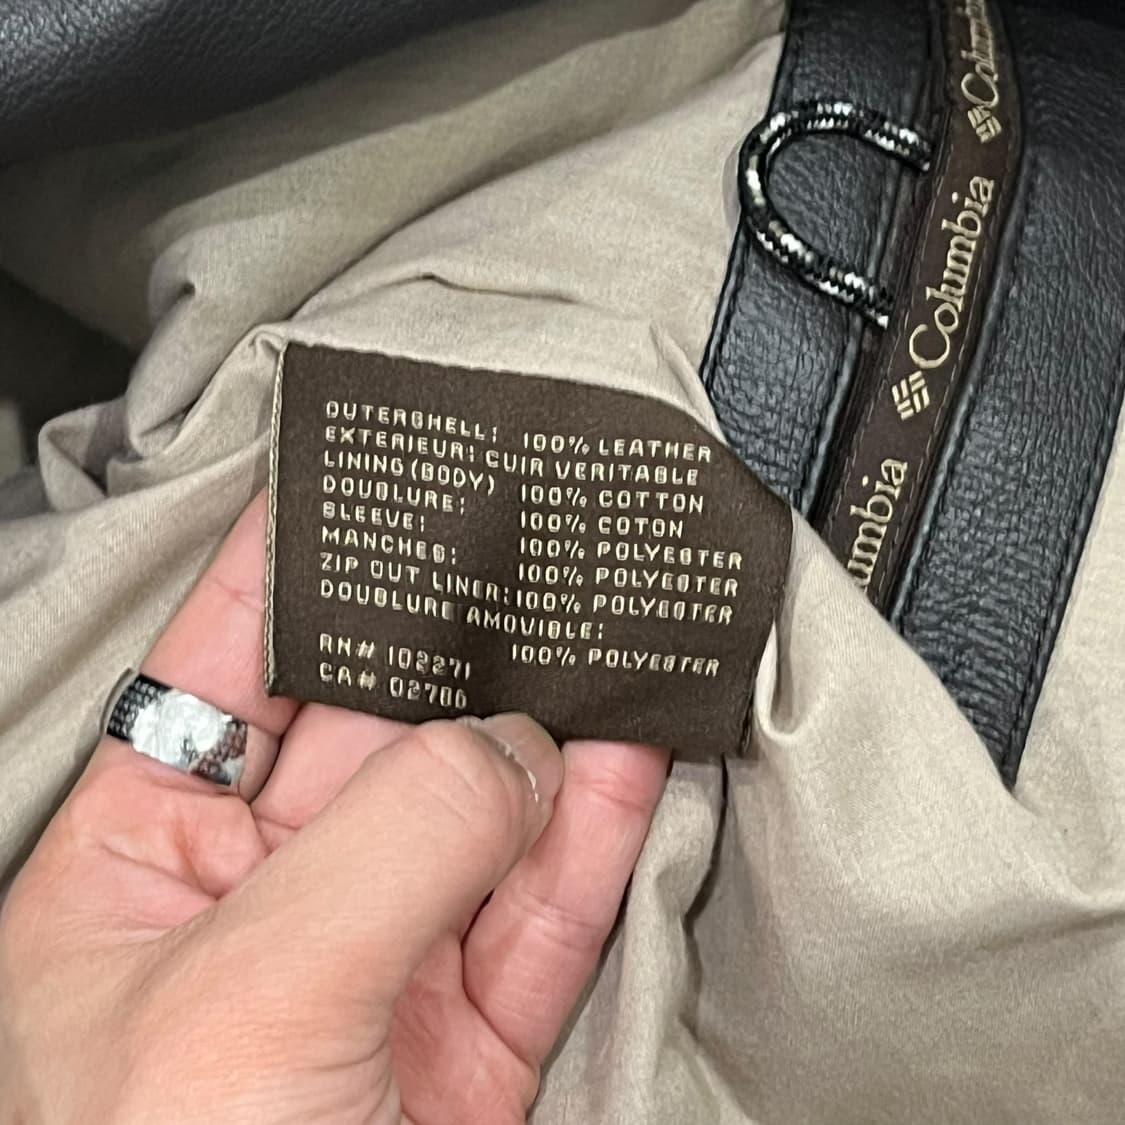 OUTERSHELL: 100% LEATHER
EXTERIEUR: CUIR VERITABLE
LINING (BODY) 100% COTTON
DOUBLURE: 100% COTON
SLEEVE: 100% POLYESTER
MANCHES: 100% POLYESTER
ZIP OUT LINER: 100% POLYESTER
DOUBLURE AMOVIBLE:
100% POLYESTER
RN# 102271
CA# 02706
Columbia
Columbia
umbia